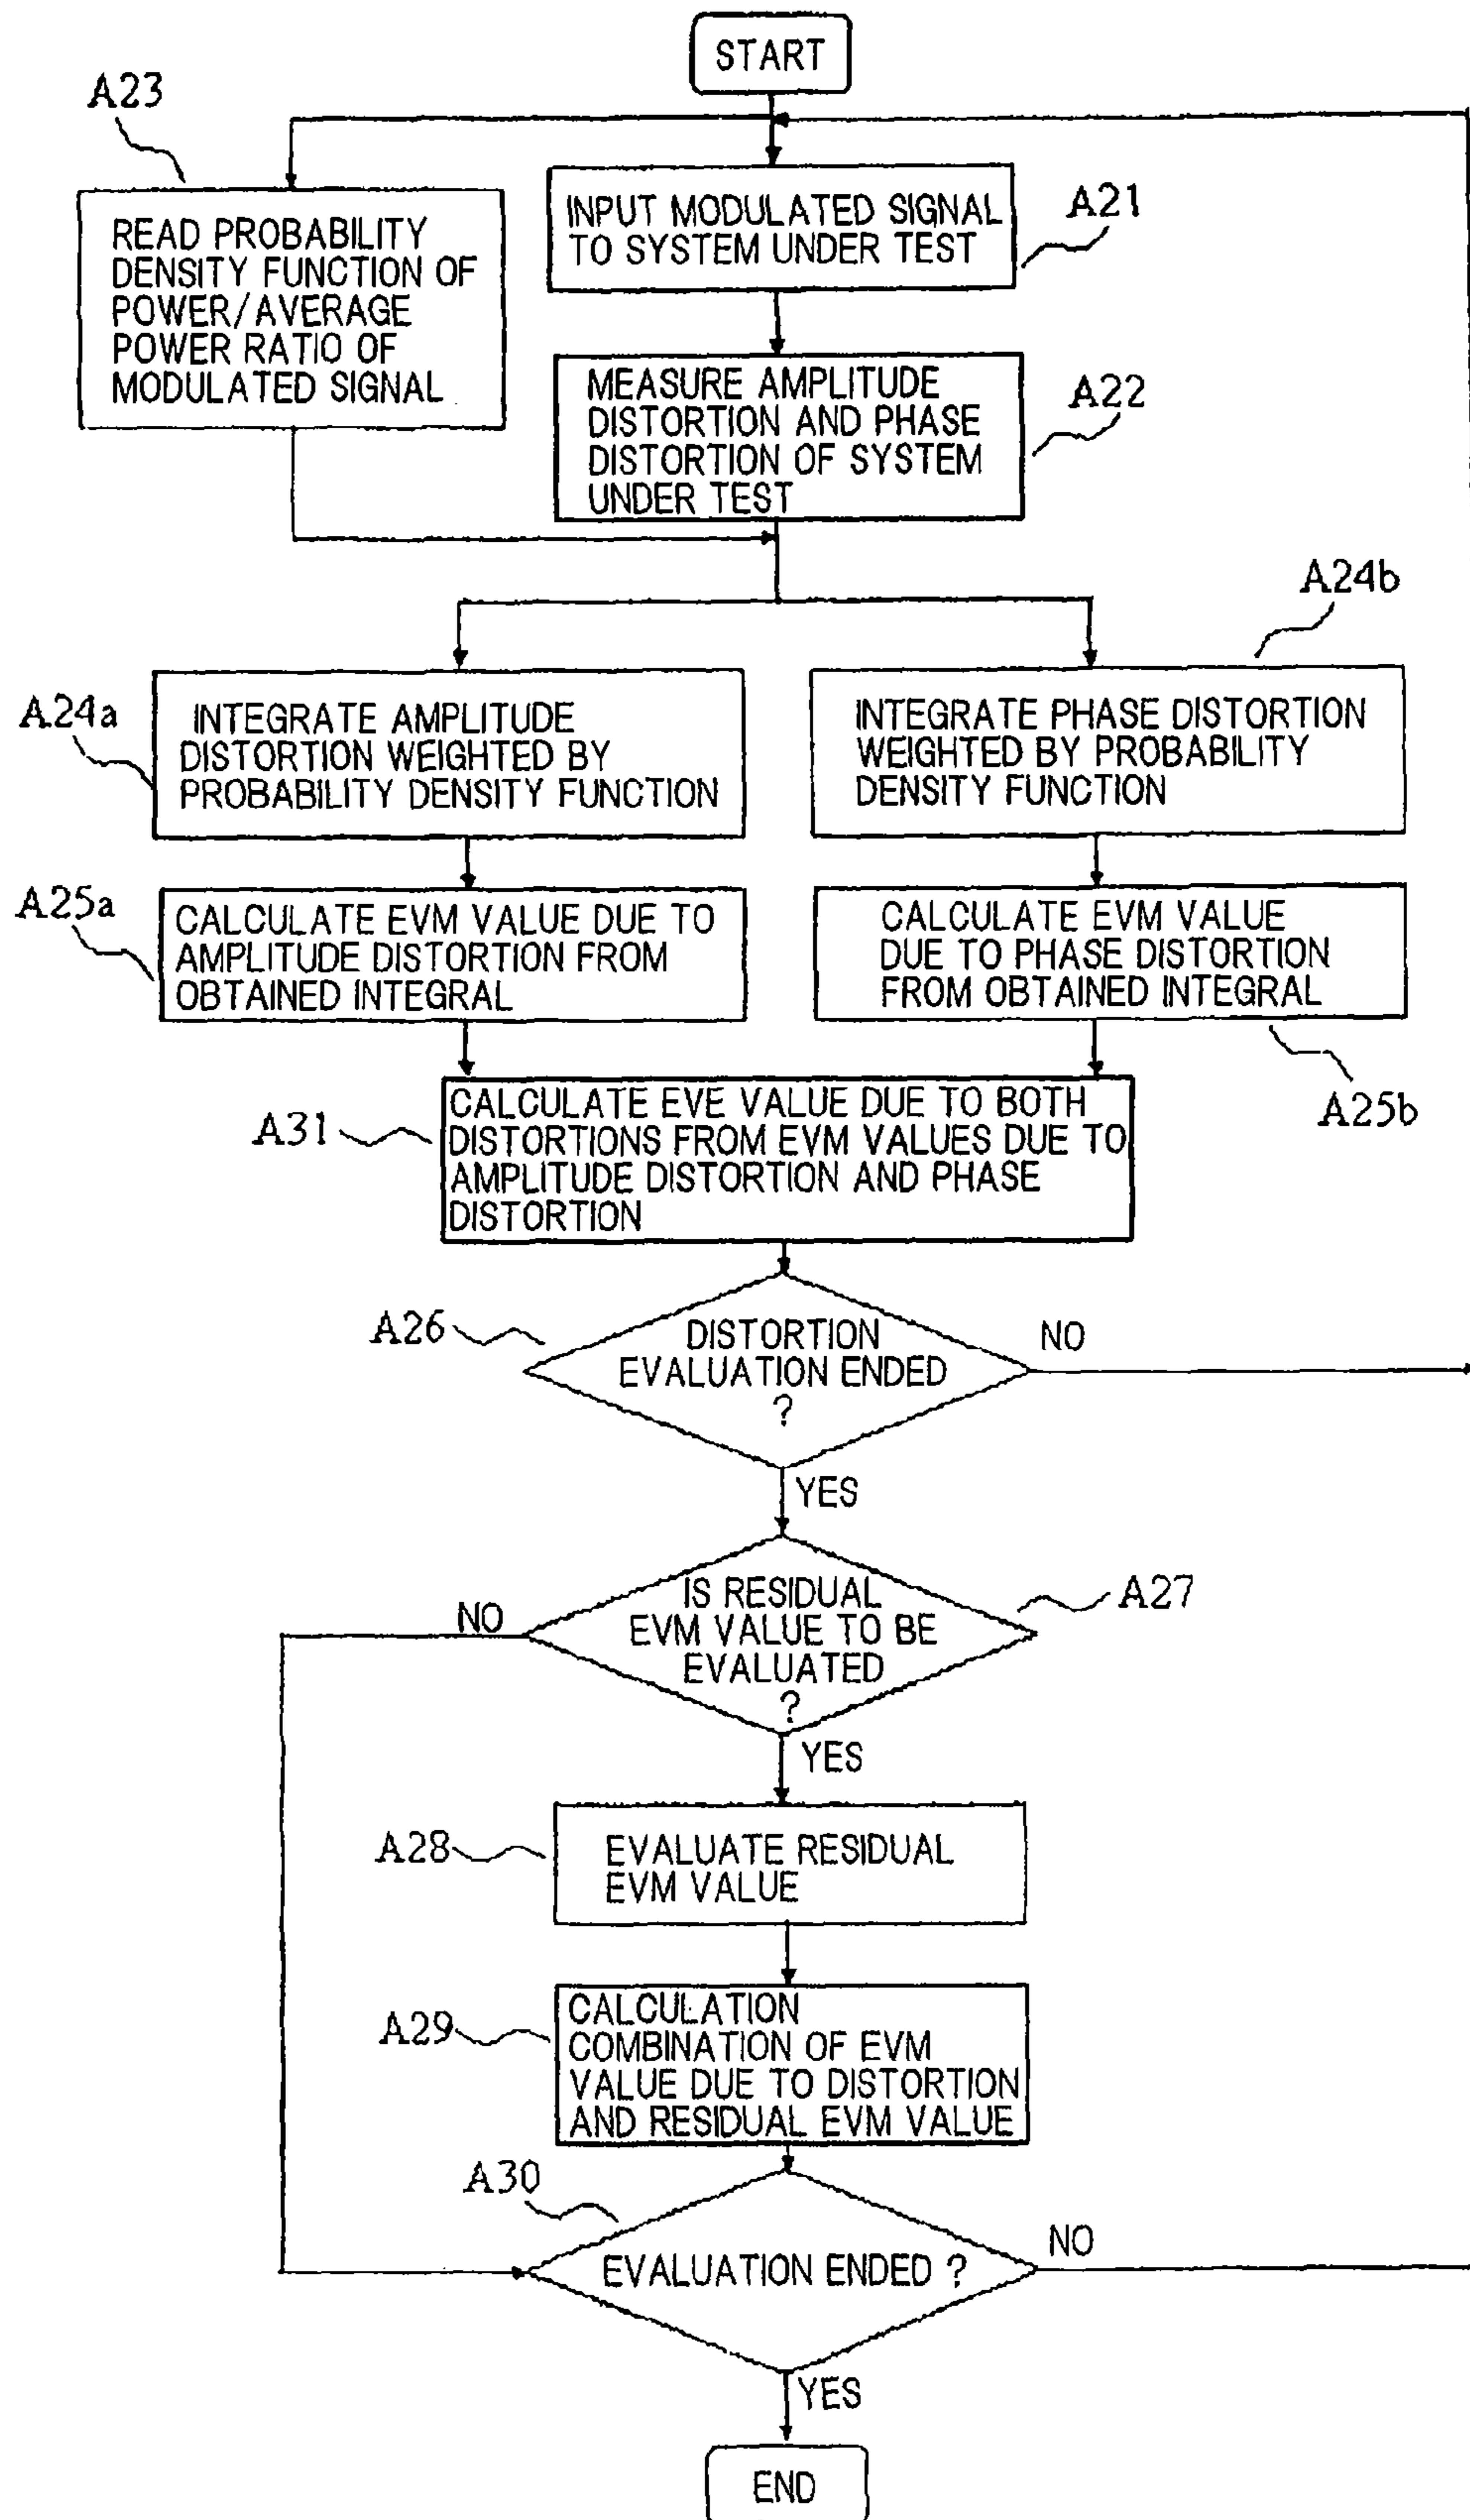 START
A23
READ PROBABILITY
DENSITY FUNCTION OF
POWER/AVERAGE
POWER RATIO OF
MODULATED SIGNAL
INPUT MODULATED SIGNAL
TO SYSTEM UNDER TEST
A21
MEASURE AMPLITUDE
DISTORTION AND PHASE
DISTORTION OF SYSTEM
UNDER TEST
A22
A24a
INTEGRATE AMPLITUDE
DISTORTION WEIGHTED BY
PROBABILITY DENSITY FUNCTION
A24b
INTEGRATE PHASE DISTORTION
WEIGHTED BY PROBABILITY
DENSITY FUNCTION
A25a
CALCULATE EVM VALUE DUE TO
AMPLITUDE DISTORTION FROM
OBTAINED INTEGRAL
CALCULATE EVM VALUE
DUE TO PHASE DISTORTION
FROM OBTAINED INTEGRAL
A25b
A31
CALCULATE EVE VALUE DUE TO BOTH
DISTORTIONS FROM EVM VALUES DUE TO
AMPLITUDE DISTORTION AND PHASE
DISTORTION
A26
DISTORTION
EVALUATION ENDED
?
NO
YES
IS RESIDUAL
EVM VALUE TO BE
EVALUATED
?
A27
NO
YES
A28
EVALUATE RESIDUAL
EVM VALUE
A29
CALCULATION
COMBINATION OF EVM
VALUE DUE TO DISTORTION
AND RESIDUAL EVM VALUE
A30
EVALUATION ENDED ?
NO
YES
END